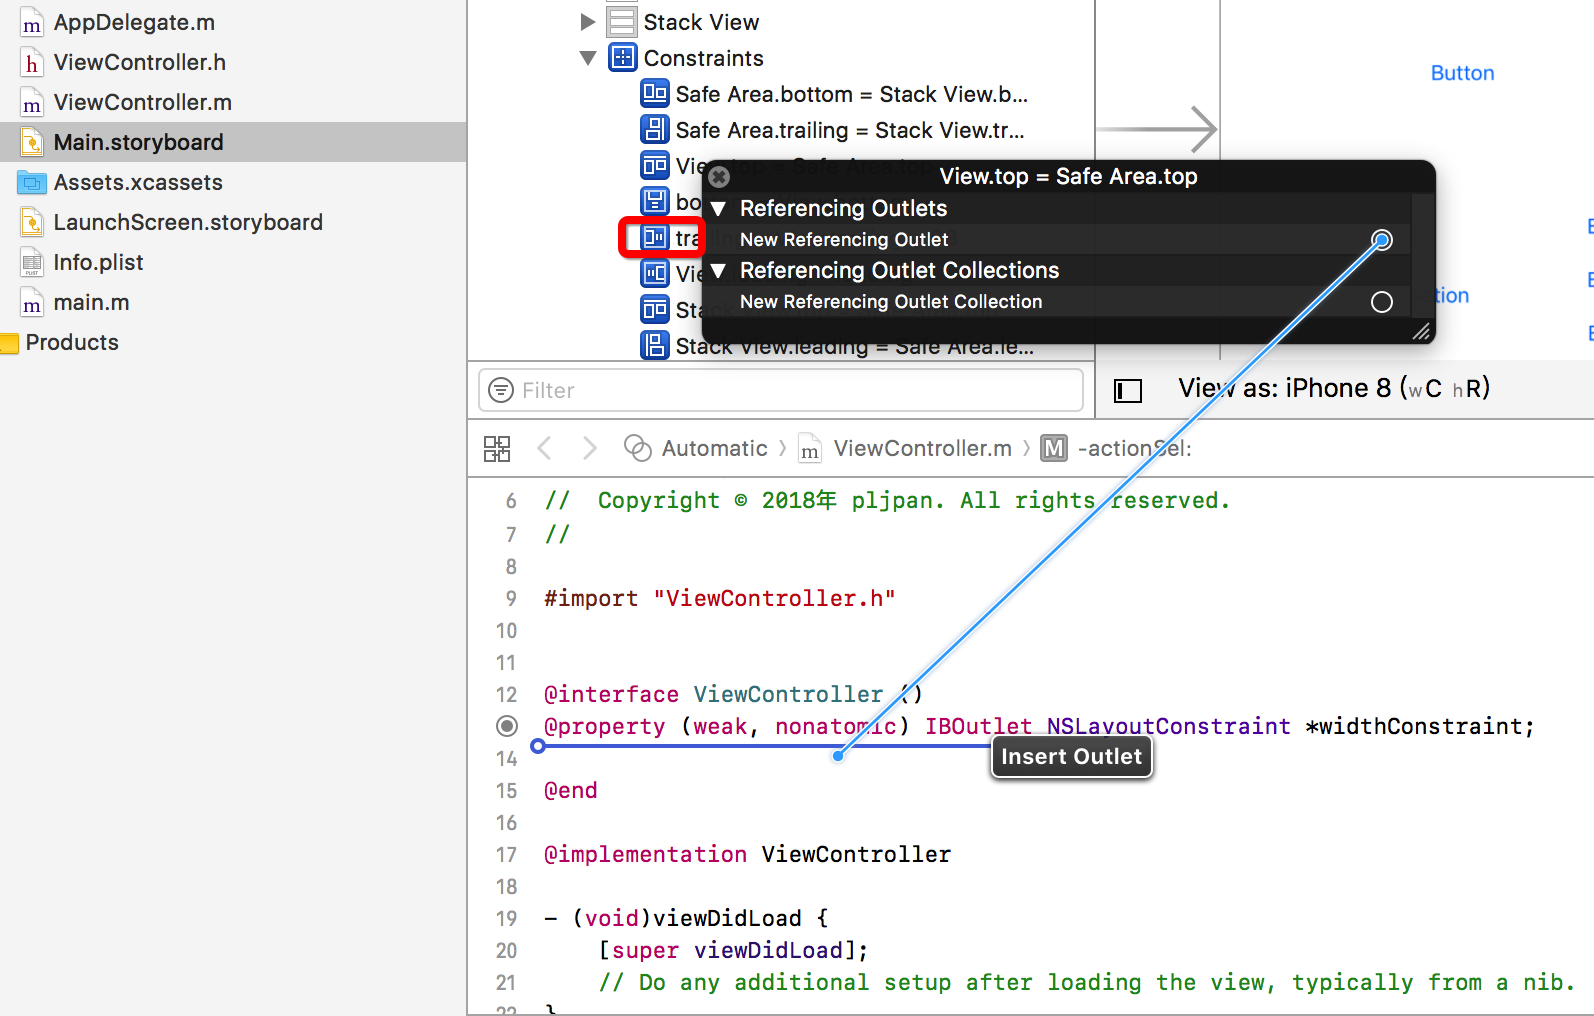 AppDelegate.m
ViewController.h
ViewController.m
Main.storyboard
Assets.xcassets
LaunchScreen.storyboard
Info.plist
main.m
Products
Stack View
Constraints
Safe Area.bottom = Stack View.b...
Safe Area.trailing = Stack View.tr...
View.top = Safe Area.top
bo
tra
Vie
Sta
Stack View.leading = Safe Area.le...
Filter
View.top = Safe Area.top
Referencing Outlets
New Referencing Outlet
Referencing Outlet Collections
New Referencing Outlet Collection
Button
tion
View as: iPhone 8 (wC hR)
Automatic
m
ViewController.m
M
-actionSel:
6 // Copyright © 2018年 pljpan. All rights reserved.
7 //
8
9 #import "ViewController.h"
10
11
12 @interface ViewController ()
@property (weak, nonatomic) IBOutlet NSLayoutConstraint *widthConstraint;
Insert Outlet
14
15 @end
16
17 @implementation ViewController
18
19 - (void)viewDidLoad {
20 [super viewDidLoad];
21 // Do any additional setup after loading the view, typically from a nib.
22 }